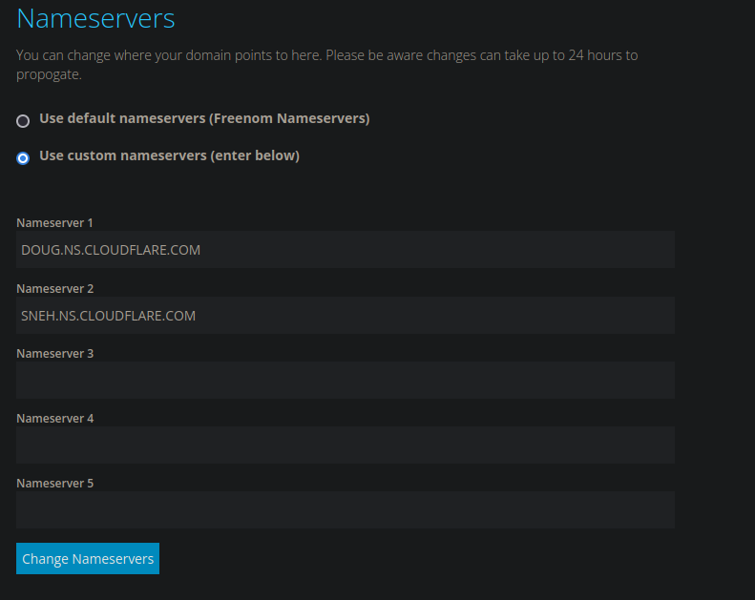 Nameservers
You can change where your domain points to here. Please be aware changes can take up to 24 hours to
propogate.
Use default nameservers (Freenom Nameservers)
Use custom nameservers (enter below)
Nameserver 1
DOUG.NS.CLOUDFLARE.COM
Nameserver 2
SNEH.NS.CLOUDFLARE.COM
Nameserver 3
Nameserver 4
Nameserver 5
Change Nameservers